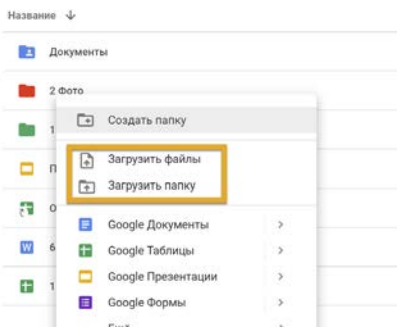 Название ↓
Документы
2 Фото
Создать папку
1
Загрузить файлы
Загрузить папку
Google Документы
6
Google Таблицы
Google Презентации
1
Google Формы